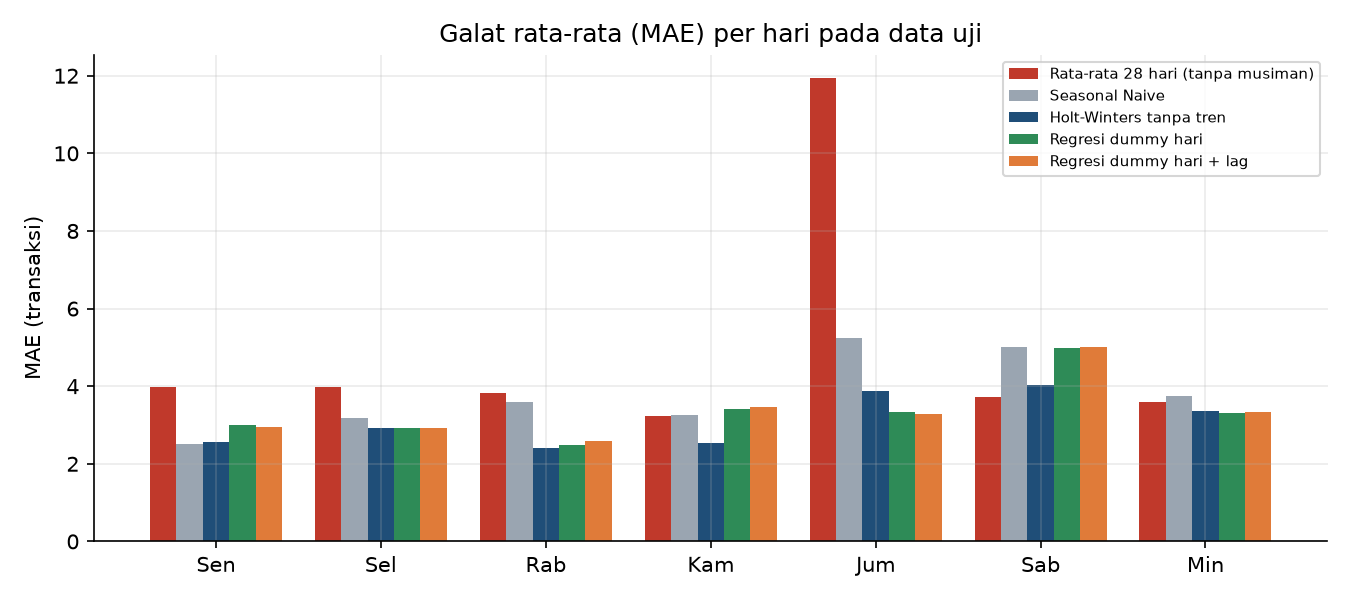 Galat rata-rata (MAE) per hari pada data uji
MAE (transaksi)
12
10
8
6
4
2
0
Rata-rata 28 hari (tanpa musiman)
Seasonal Naive
Holt-Winters tanpa tren
Regresi dummy hari
Regresi dummy hari + lag
Sen Sel Rab Kam Jum Sab Min